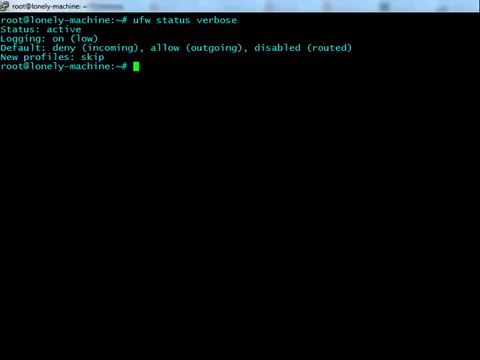 root@lonely-machine: ~
root@lonely-machine:~# ufw status verbose
Status: active
Logging: on (low)
Default: deny (incoming), allow (outgoing), disabled (routed)
New profiles: skip
root@lonely-machine:~#